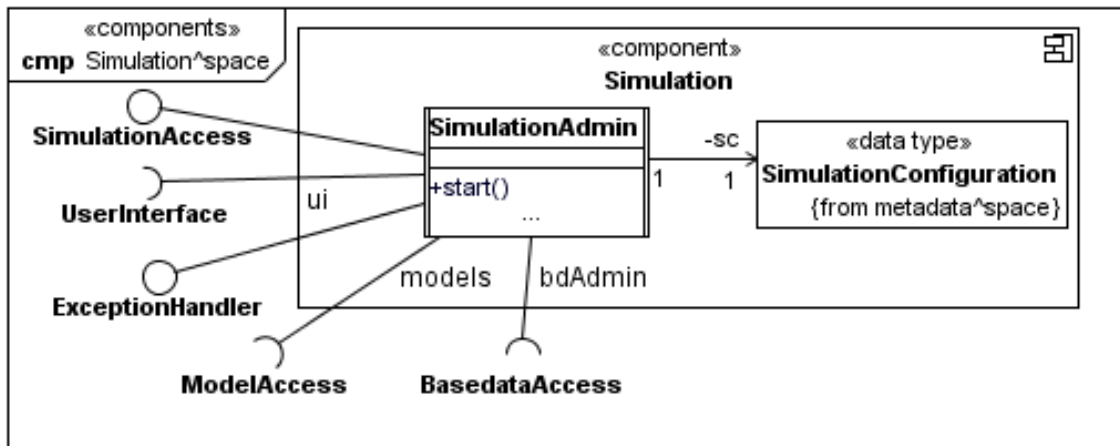 «components»
cmp Simulation^space
«component»
Simulation
SimulationAccess
SimulationAdmin
+start()
...
-sc
1
1
«data type»
SimulationConfiguration
{from metadata^space}
UserInterface
ui
ExceptionHandler
models
bdAdmin
ModelAccess
BasedataAccess